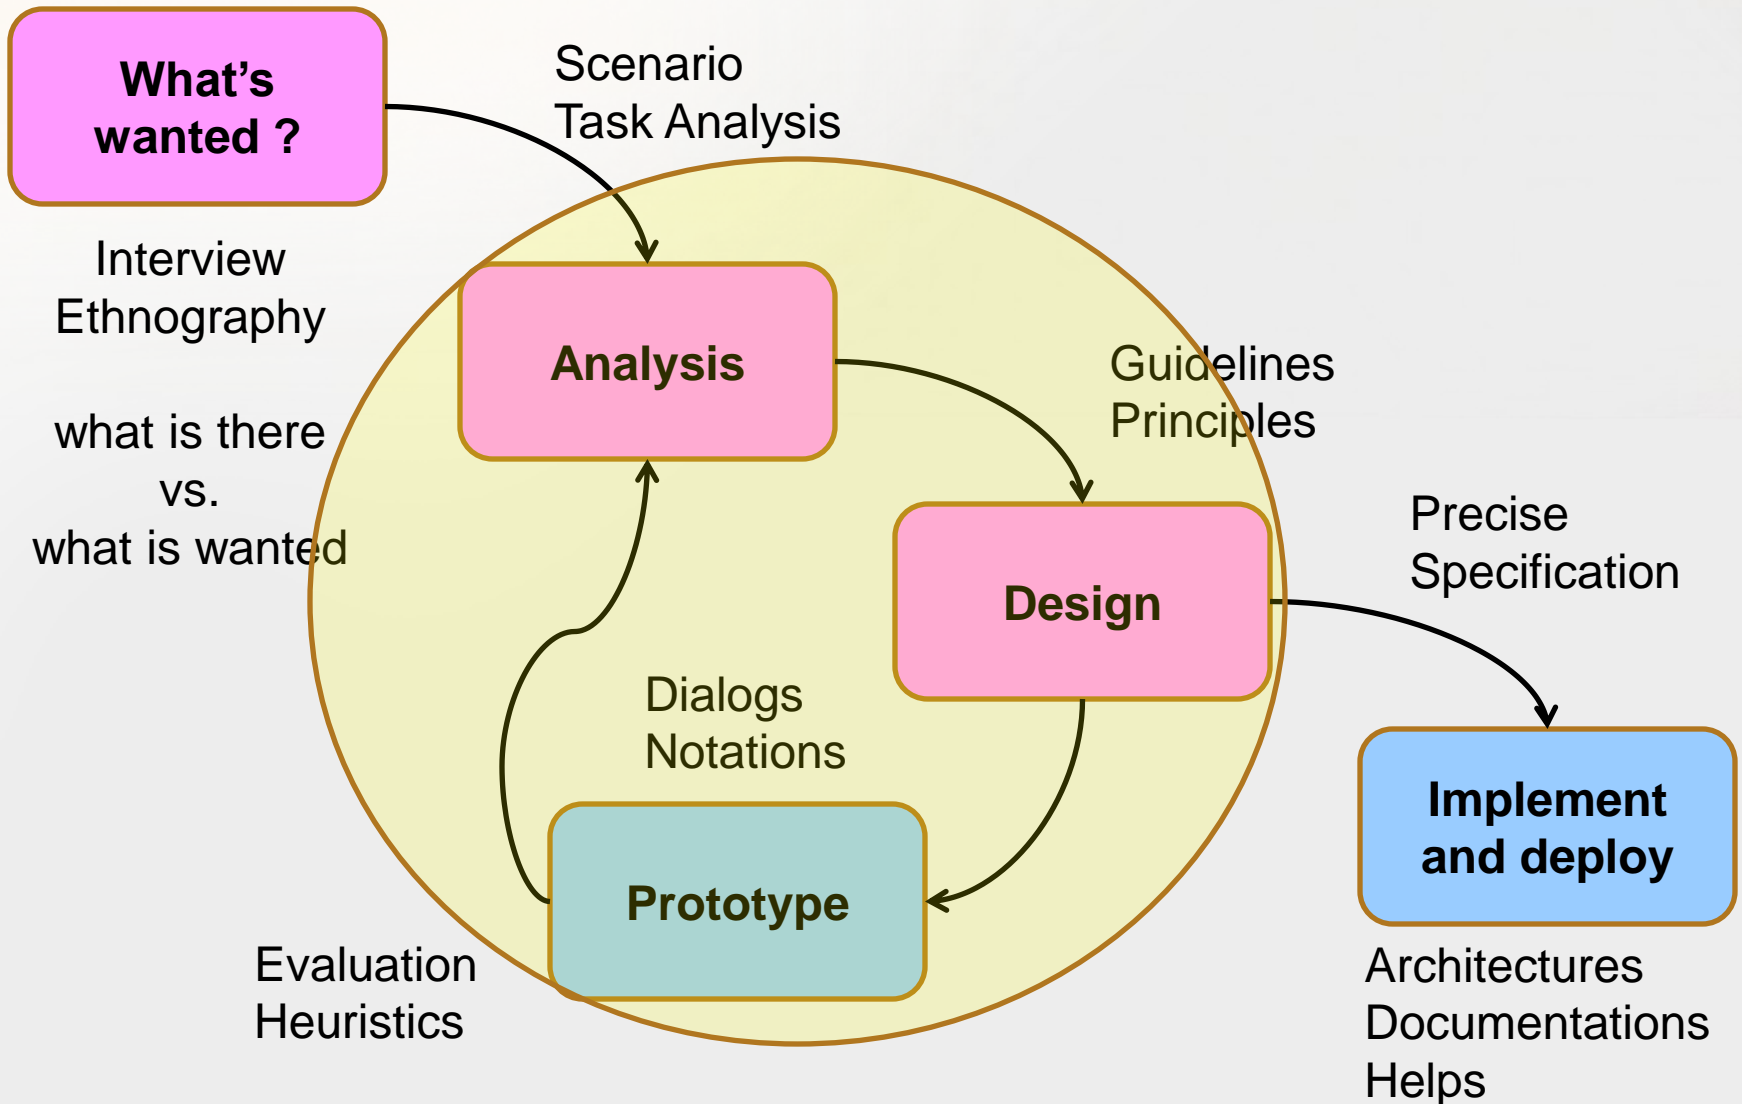 What’s
wanted ?
Scenario
Task Analysis
Interview
Ethnography
what is there
vs.
what is wanted
Analysis
Guidelines
Principles
Design
Precise
Specification
Dialogs
Notations
Prototype
Implement
and deploy
Evaluation
Heuristics
Architectures
Documentations
Helps